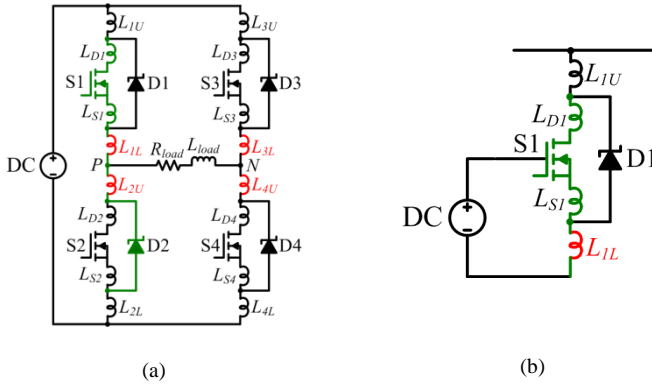 L1U
L3U
LD1
LD3
S1
D1
S3
D3
LS1
LS3
L1L
Lload
L3L
DC
P
Rload
N
L2U
L4U
LD2
LD4
S2
D2
S4
D4
LS2
LS4
L2L
L4L
(a)
L1U
LD1
S1
D1
LS1
DC
L1L
(b)